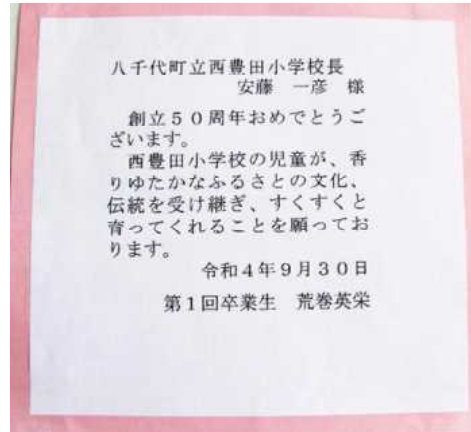 八千代町立西豊田小学校長
安藤　一彦　様
創立５０周年おめでとうご
ざいます。
西豊田小学校の児童が、香
りゆたかなふるさとの文化、
伝統を受け継ぎ、すくすくと
育ってくれることを願ってお
ります。
令和４年９月３０日
第１回卒業生　荒巻英栄